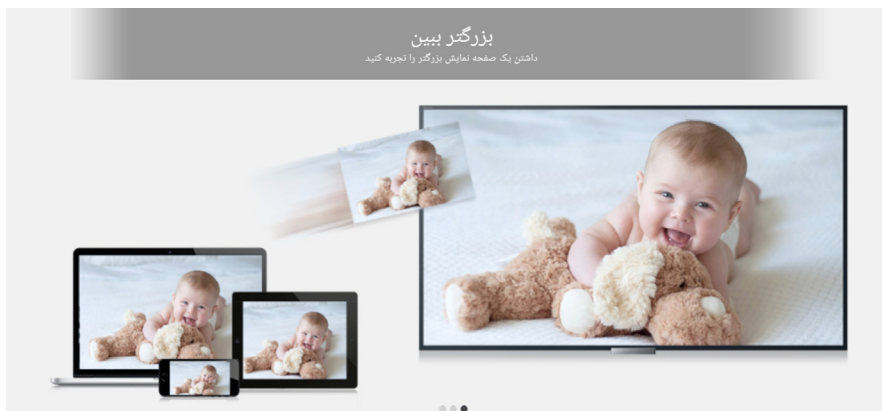 بزرگتر ببین
داشتن یک صفحه نمایش بزرگتر را تجربه کنید